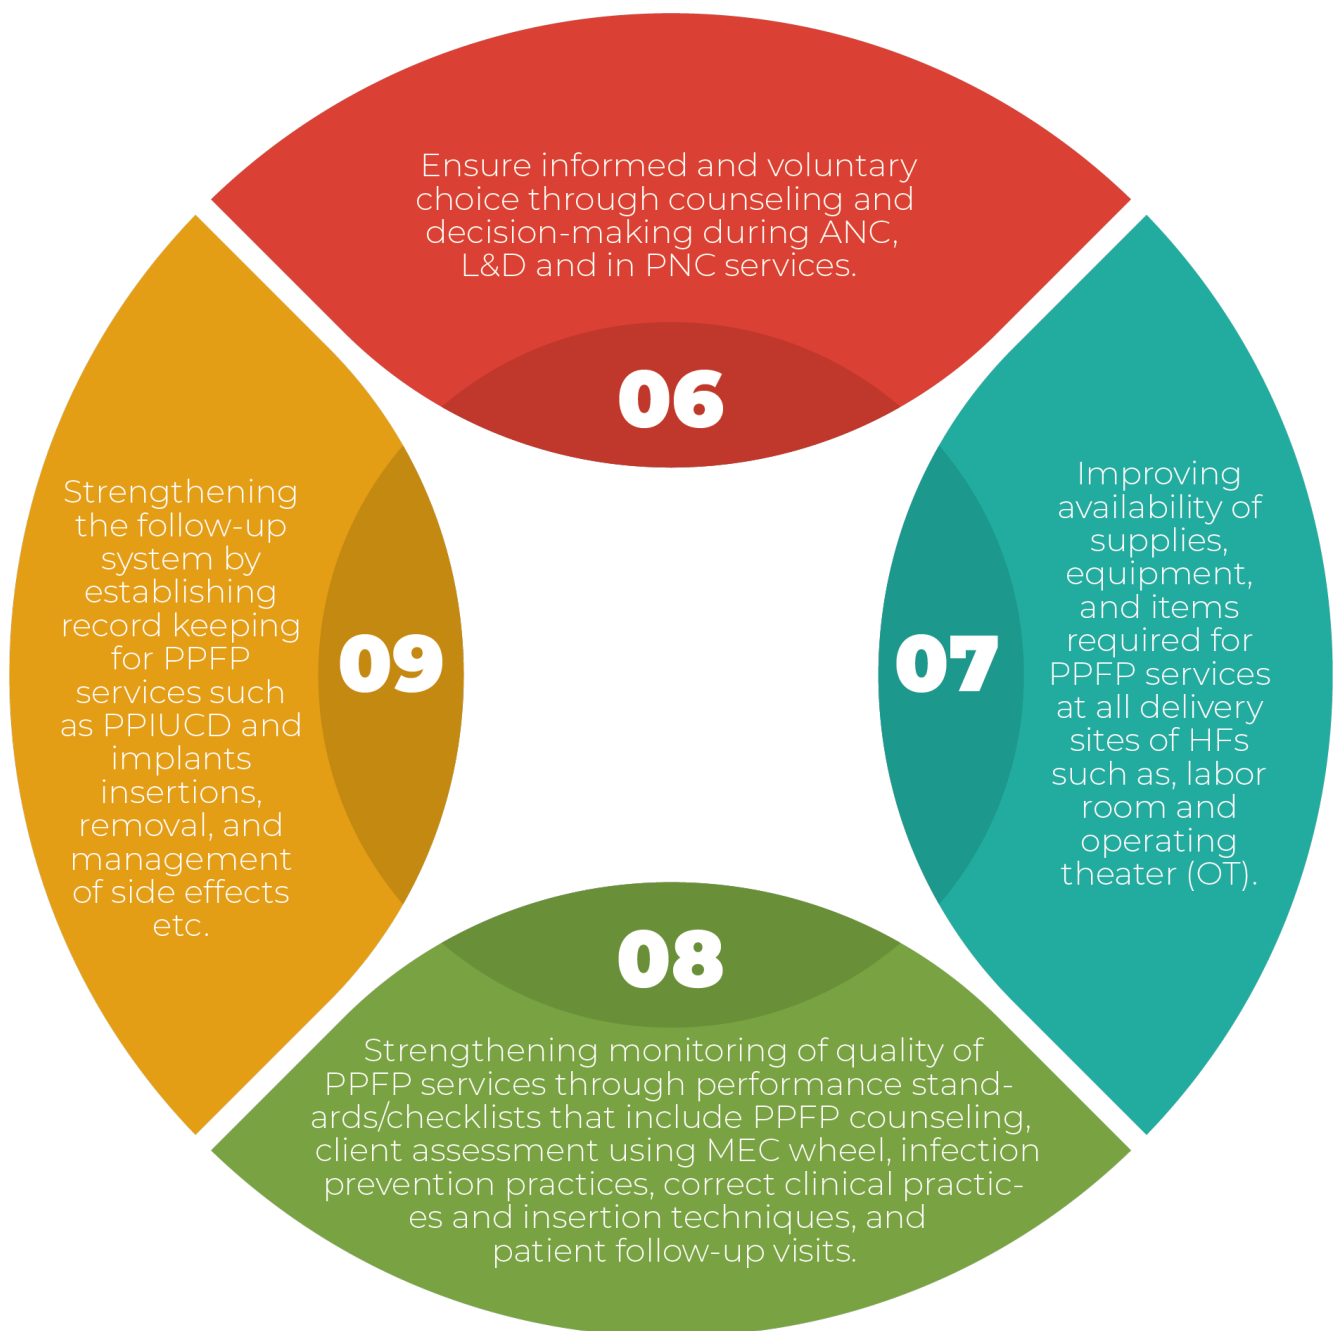 Ensure informed and voluntary
choice through counseling and
decision-making during ANC,
L&D and in PNC services.
06
Improving
availability of
supplies,
equipment,
and items
required for
PPFP services
at all delivery
sites of HFs
such as, labor
room and
operating
theater (OT).
07
08
Strengthening monitoring of quality of
PPFP services through performance stand-
ards/checklists that include PPFP counseling,
client assessment using MEC wheel, infection
prevention practices, correct clinical practic-
es and insertion techniques, and
patient follow-up visits.
Strengthening
the follow-up
system by
establishing
record keeping
for PPFP
services such
as PPIUCD and
implants
insertions,
removal, and
management
of side effects
etc.
09